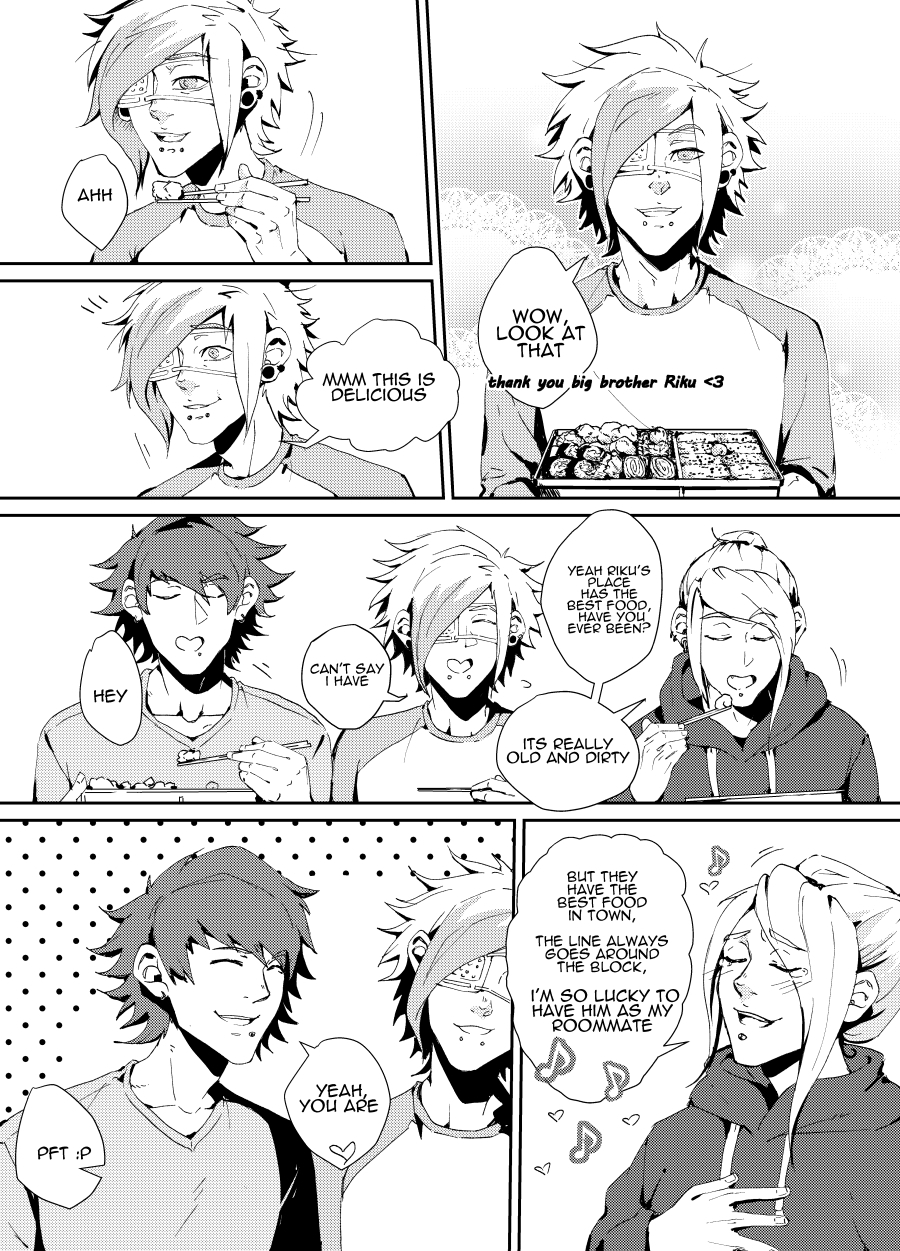 AHH
WOW,
LOOK AT
THAT
thank you big brother Riku <3
MMM THIS IS
DELICIOUS
HEY
CAN'T SAY
I HAVE
YEAH RIKU'S
PLACE
HAS THE
BEST FOOD,
HAVE YOU
EVER BEEN?
ITS REALLY
OLD AND DIRTY
PFT :P
YEAH,
YOU ARE
BUT THEY
HAVE THE
BEST FOOD
IN TOWN,
THE LINE ALWAYS
GOES AROUND
THE BLOCK,
I'M SO LUCKY TO
HAVE HIM AS MY
ROOMMATE